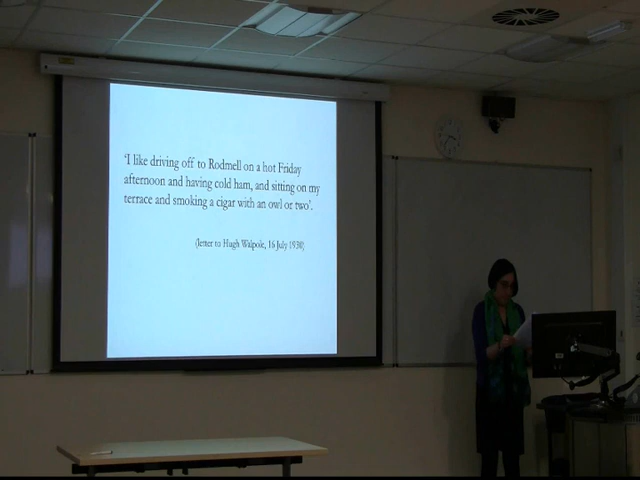 'I like driving off to Rodmell on a hot Friday
afternoon and having cold ham, and sitting on my
terrace and smoking a cigar with an owl or two'.
(letter to Hugh Walpole, 16 July 1930)